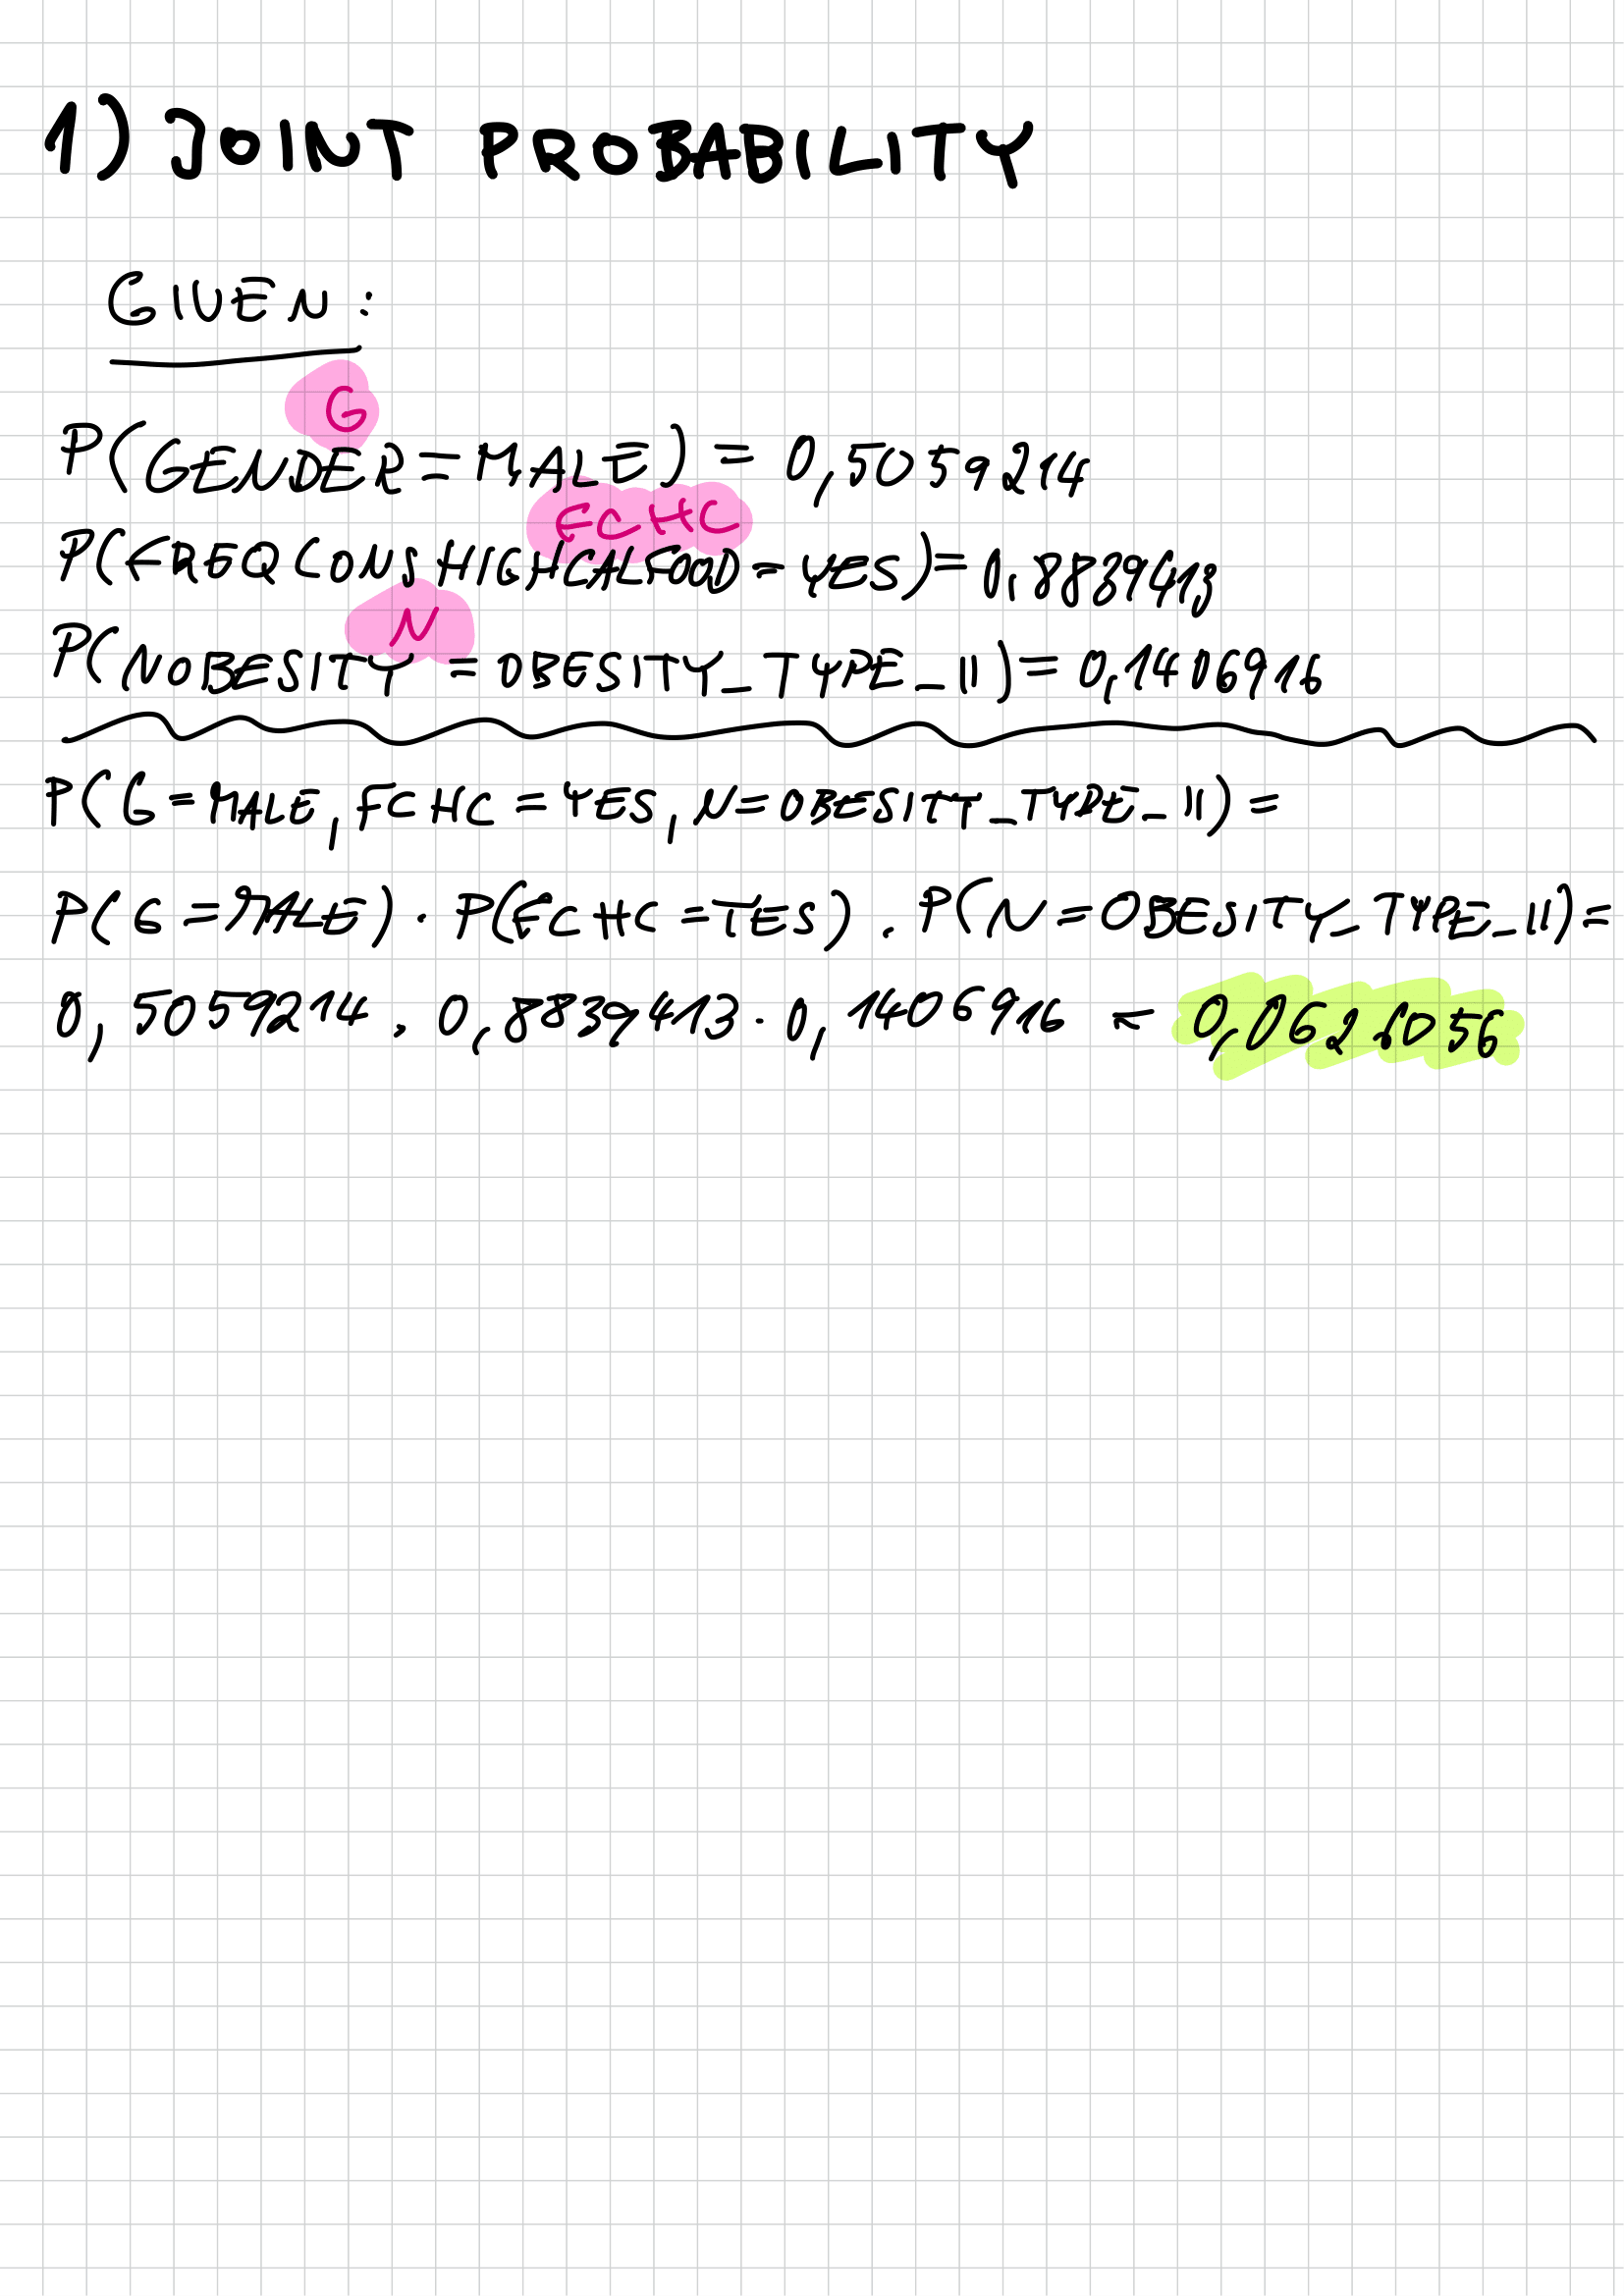 1) JOINT PROBABILITY
GIVEN:
G
P(GENDER=MALE) = 0,5059214
FCHC
P(FREQCONSHIGHCALFOOD=YES)=0,8839413
N
P(NOBESITY = OBESITY_TYPE_II)=0,1406916
P(G=MALE, FCHC=YES, N=OBESITY_TYPE_II) =
P(G=MALE) · P(FCHC=YES) · P(N=OBESITY_TYPE_II)=
0,5059214 · 0,8839413 · 0,1406916 = 0,0626056